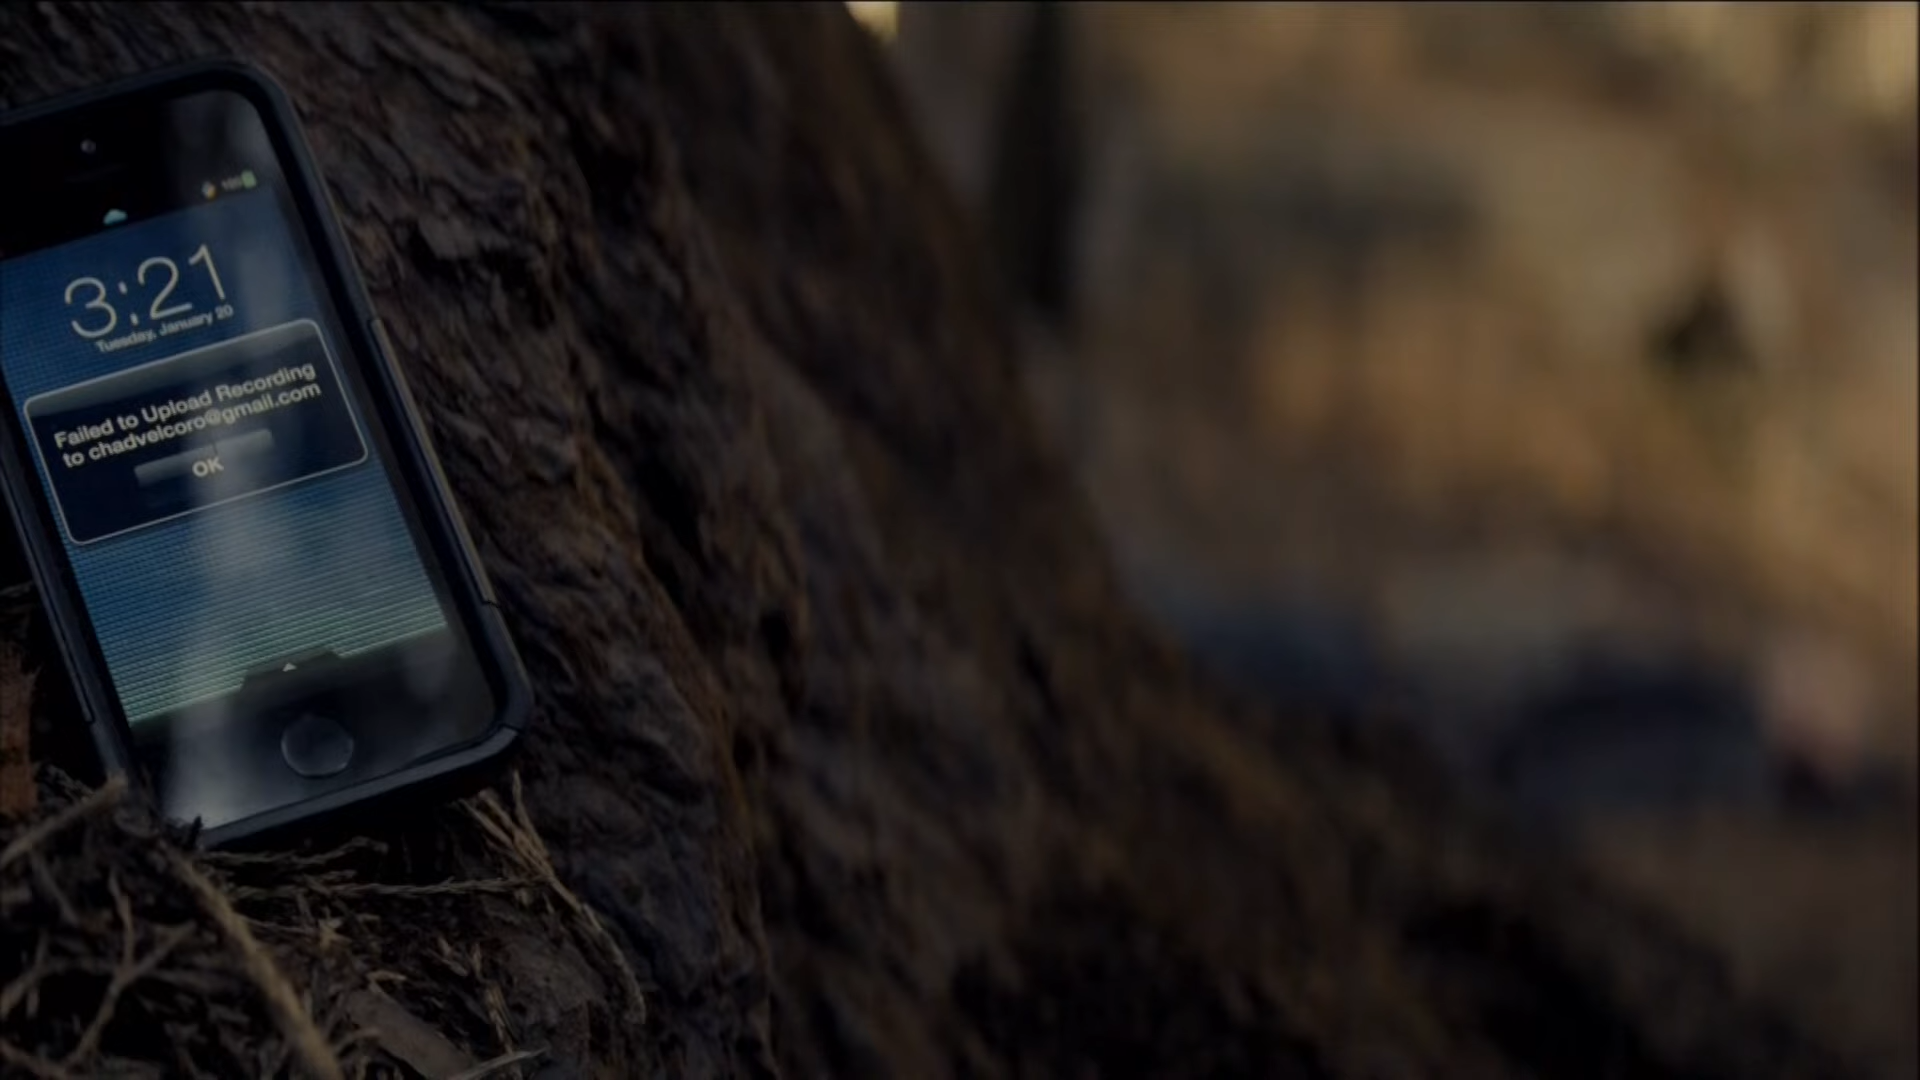 3:21
Tuesday, January 20
Failed to Upload Recording
to chadvelcoro@gmail.com
OK